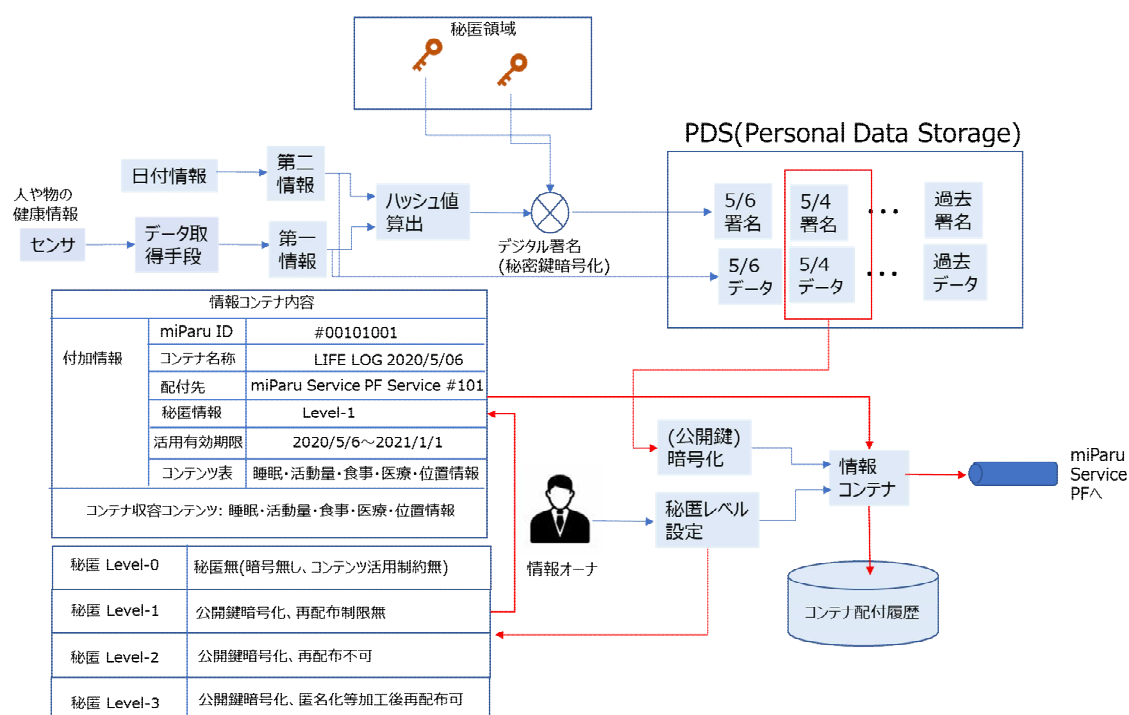 秘匿領域
PDS(Personal Data Storage)
日付情報
第二
情報
人や物の
健康情報
センサ
データ取
得手段
第一
情報
ハッシュ値
算出
デジタル署名
(秘密鍵暗号化)
5/6
署名
5/4
署名
･･･
過去
署名
5/6
データ
5/4
データ
･･･
過去
データ
情報コンテナ内容
付加情報
miParu ID
#00101001
コンテナ名称
LIFE LOG 2020/5/06
配付先
miParu Service PF Service #101
秘匿情報
Level-1
活用有効期限
2020/5/6～2021/1/1
コンテンツ表
睡眠・活動量・食事・医療・位置情報
コンテナ収容コンテンツ: 睡眠・活動量・食事・医療・位置情報
(公開鍵)
暗号化
情報
コンテナ
miParu
Service
PFへ
情報オーナ
秘匿レベル
設定
コンテナ配付履歴
秘匿 Level-0
秘匿無(暗号無し、コンテンツ活用制約無)
秘匿 Level-1
公開鍵暗号化、再配布制限無
秘匿 Level-2
公開鍵暗号化、再配布不可
秘匿 Level-3
公開鍵暗号化、匿名化等加工後再配布可